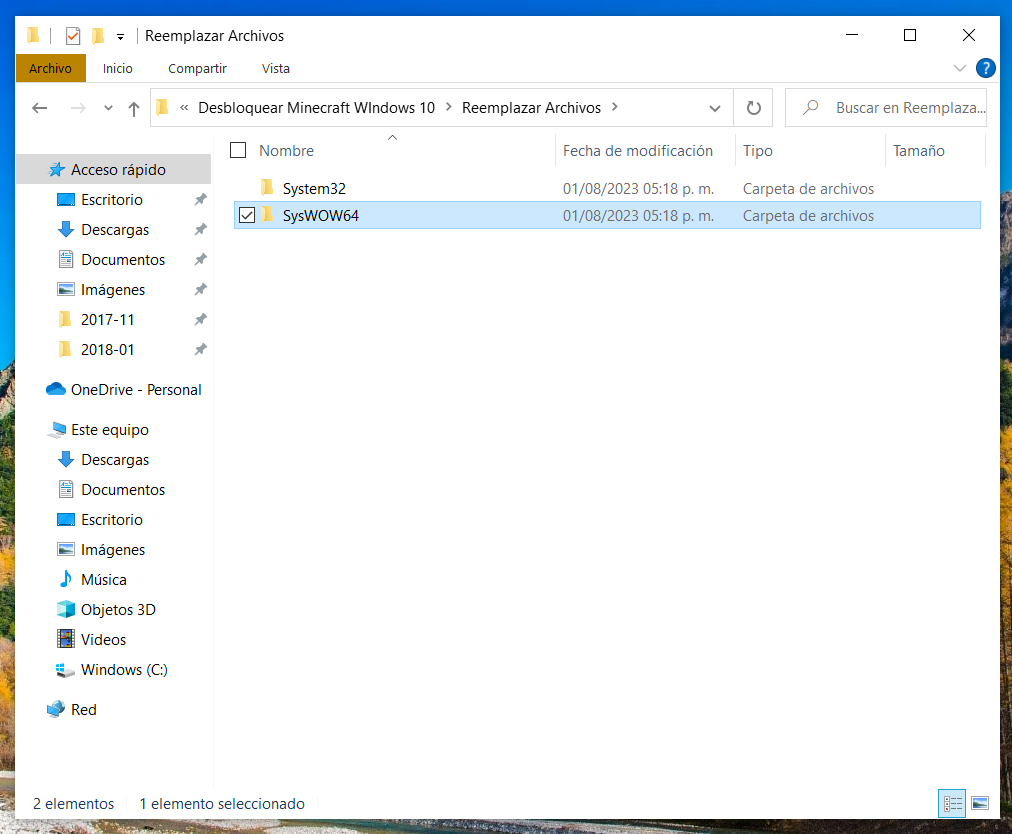 Reemplazar Archivos
Archivo Inicio Compartir Vista ?
« Desbloquear Minecraft WIndows 10 > Reemplazar Archivos > Buscar en Reemplaza...
Nombre Fecha de modificación Tipo Tamaño
System32 01/08/2023 05:18 p. m. Carpeta de archivos
SysWOW64 01/08/2023 05:18 p. m. Carpeta de archivos
Acceso rápido
Escritorio
Descargas
Documentos
Imágenes
2017-11
2018-01
OneDrive - Personal
Este equipo
Descargas
Documentos
Escritorio
Imágenes
Música
Objetos 3D
Videos
Windows (C:)
Red
2 elementos 1 elemento seleccionado